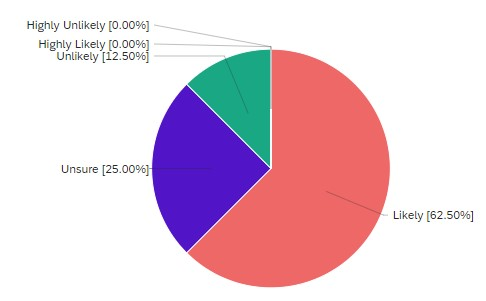 Highly Unlikely [0.00%]
Highly Likely [0.00%]
Unlikely [12.50%]
Unsure [25.00%]
Likely [62.50%]